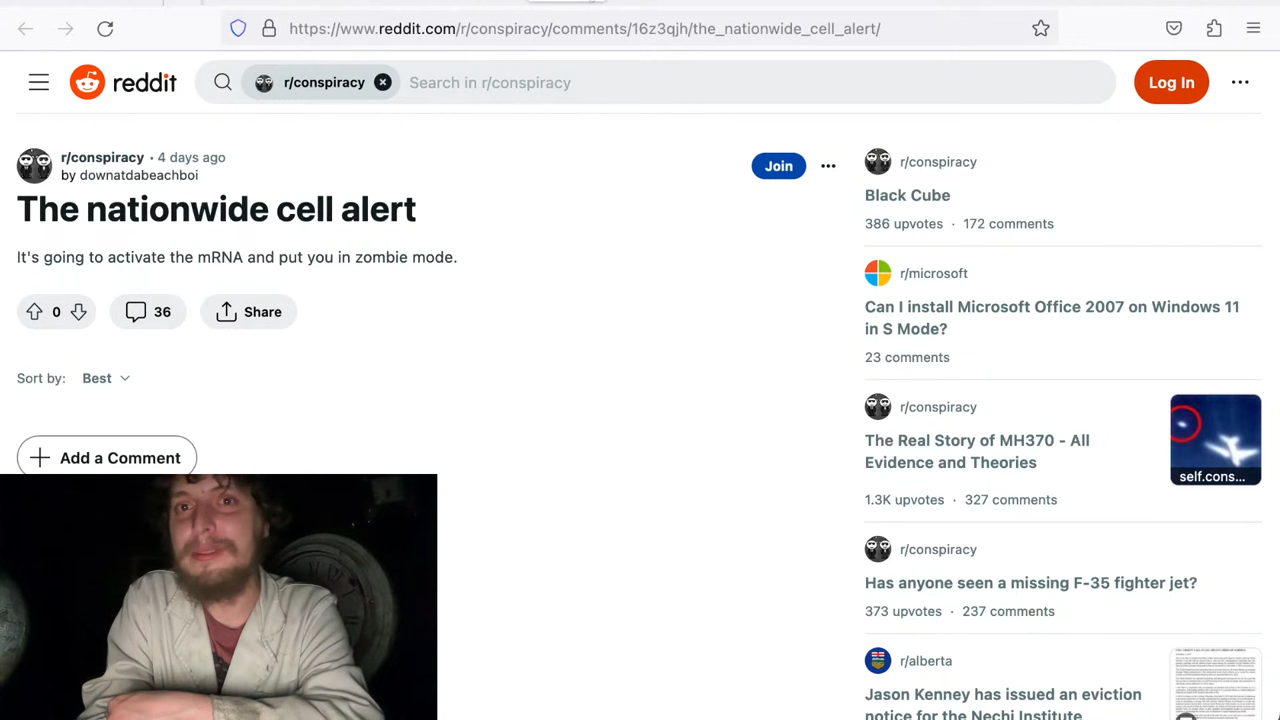 https://www.reddit.com/r/conspiracy/comments/16z3qjh/the_nationwide_cell_alert/
reddit
r/conspiracy
Search in r/conspiracy
Log In
r/conspiracy • 4 days ago
by downatdabeachboi
Join
The nationwide cell alert
It's going to activate the mRNA and put you in zombie mode.
0
36
Share
Sort by: Best
Add a Comment
r/conspiracy
Black Cube
386 upvotes · 172 comments
r/microsoft
Can I install Microsoft Office 2007 on Windows 11
in S Mode?
23 comments
r/conspiracy
The Real Story of MH370 - All
Evidence and Theories
self.cons...
1.3K upvotes · 327 comments
r/conspiracy
Has anyone seen a missing F-35 fighter jet?
373 upvotes · 237 comments
r/alberta
Jason Kenney has issued an eviction